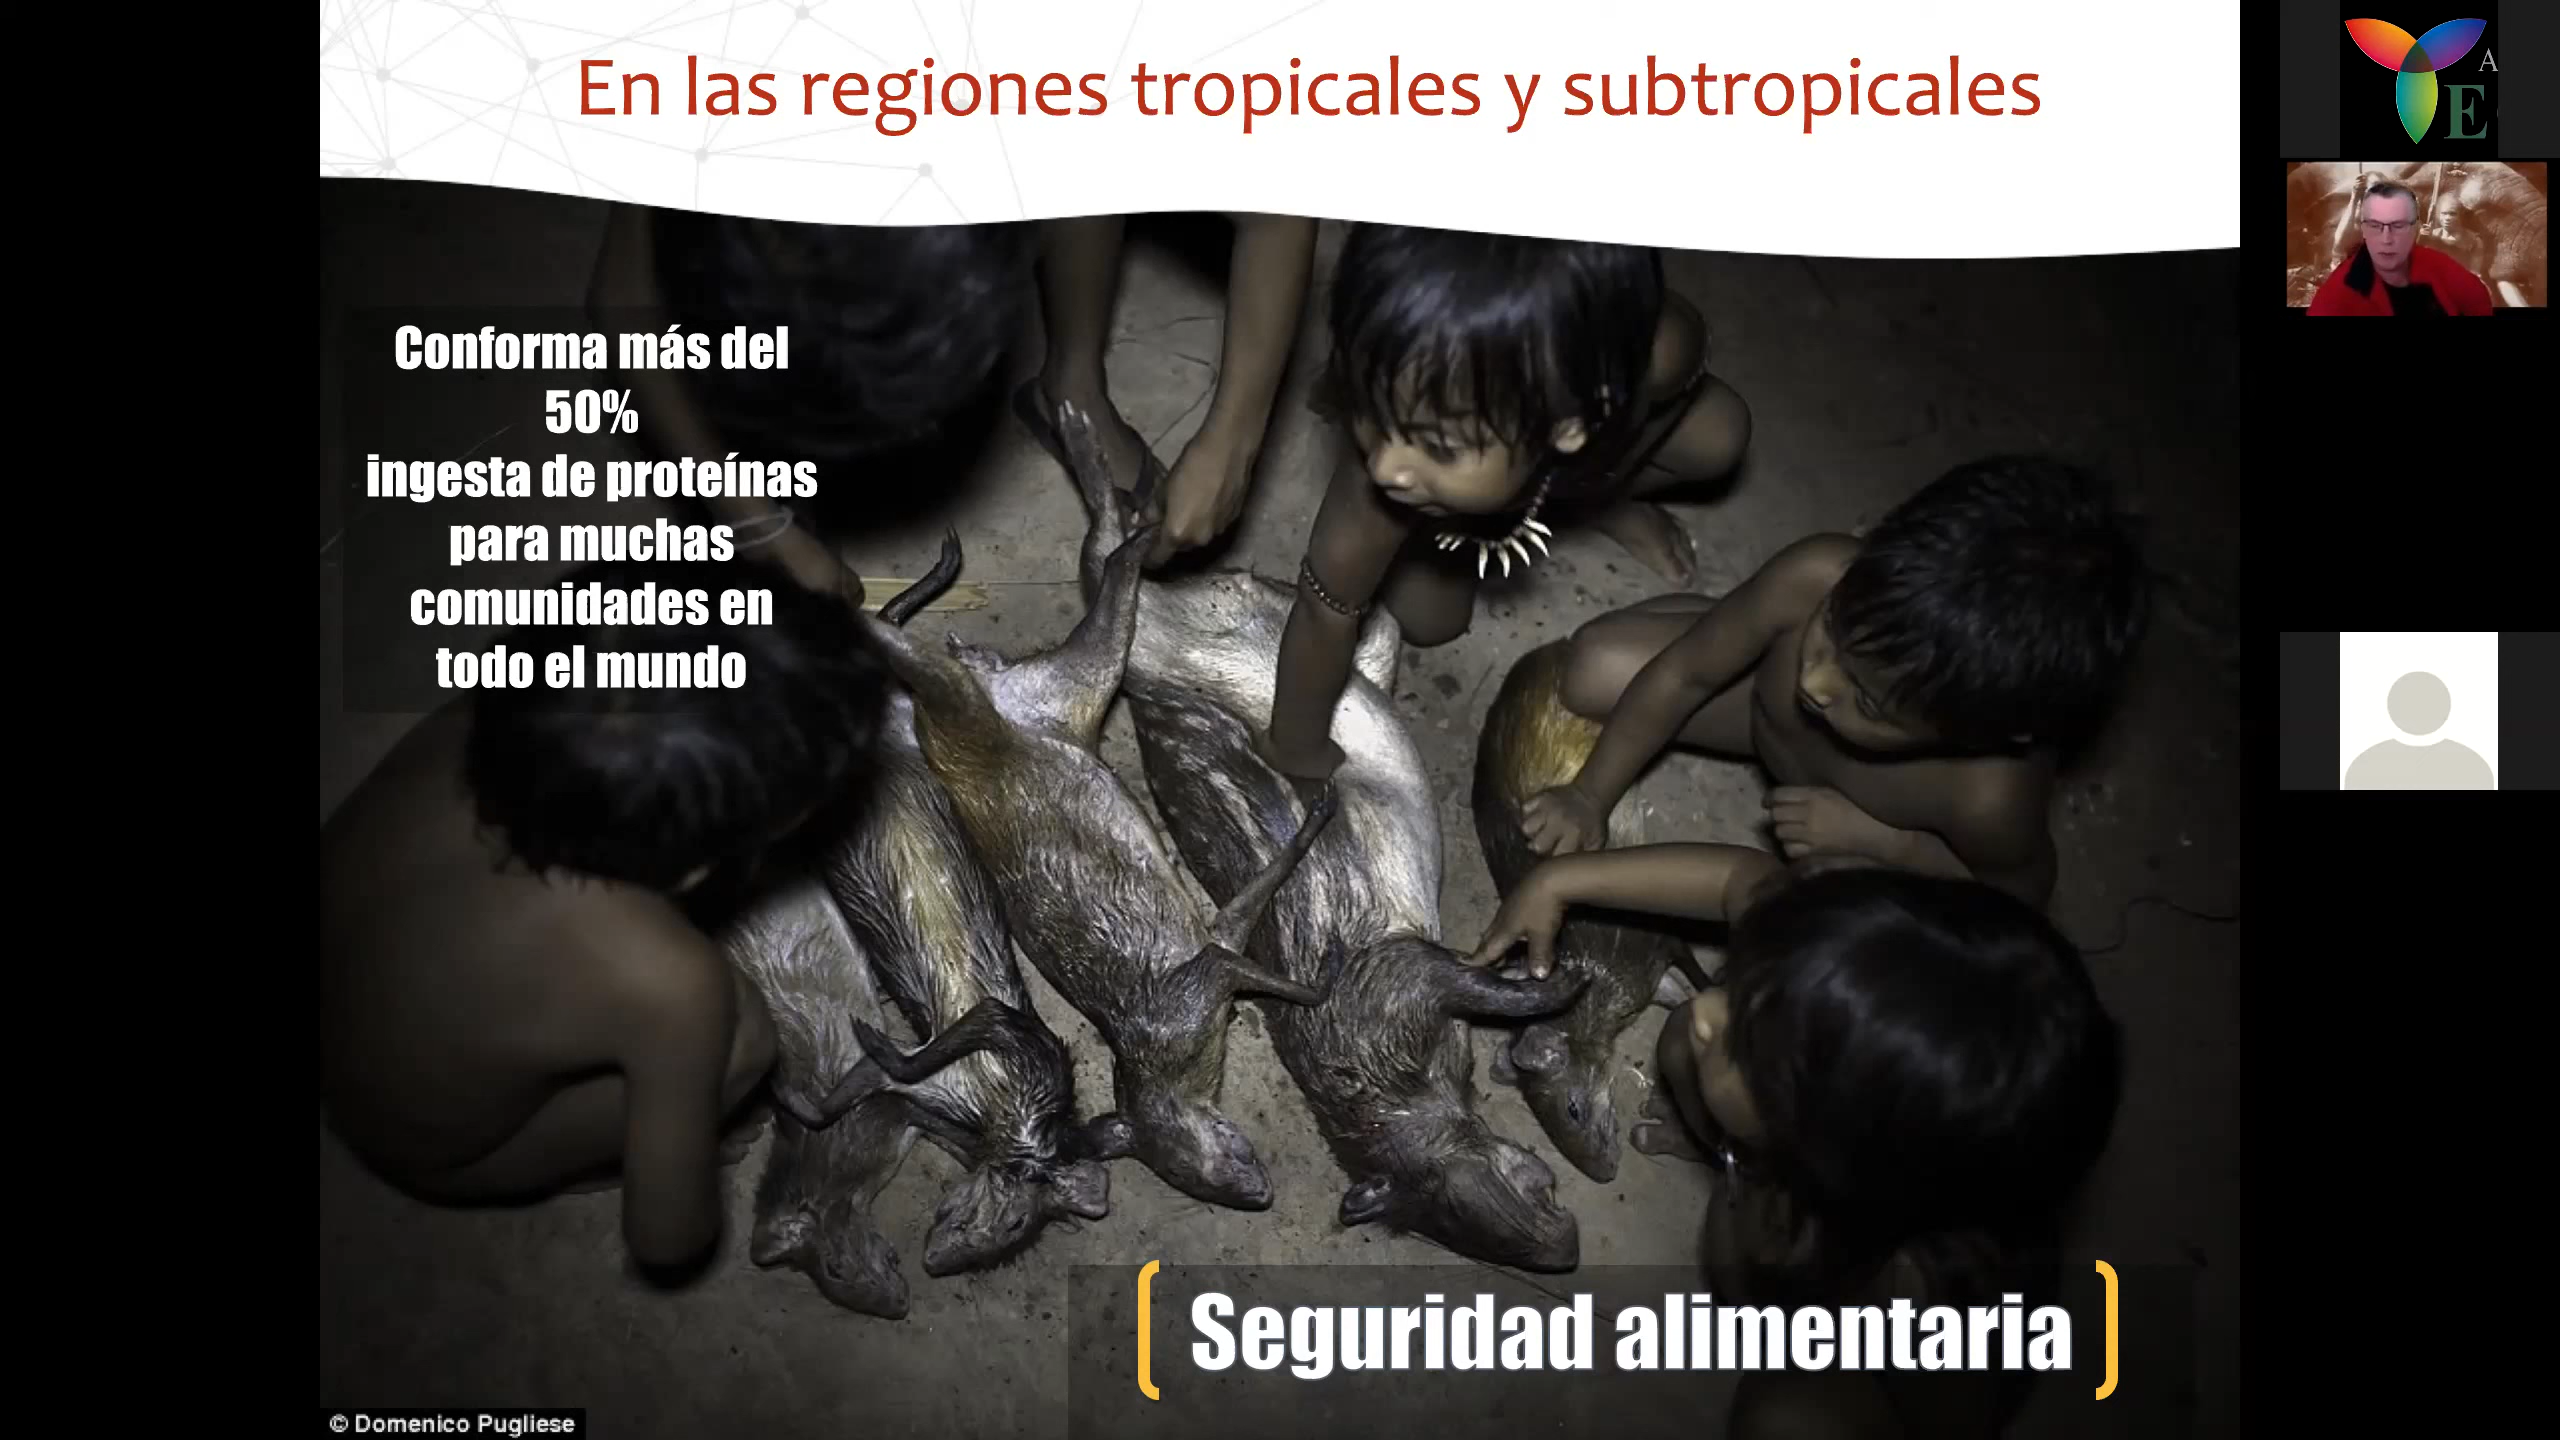 En las regiones tropicales y subtropicales
A
E
Conforma más del
50%
ingesta de proteínas
para muchas
comunidades en
todo el mundo
Seguridad alimentaria
© Domenico Pugliese